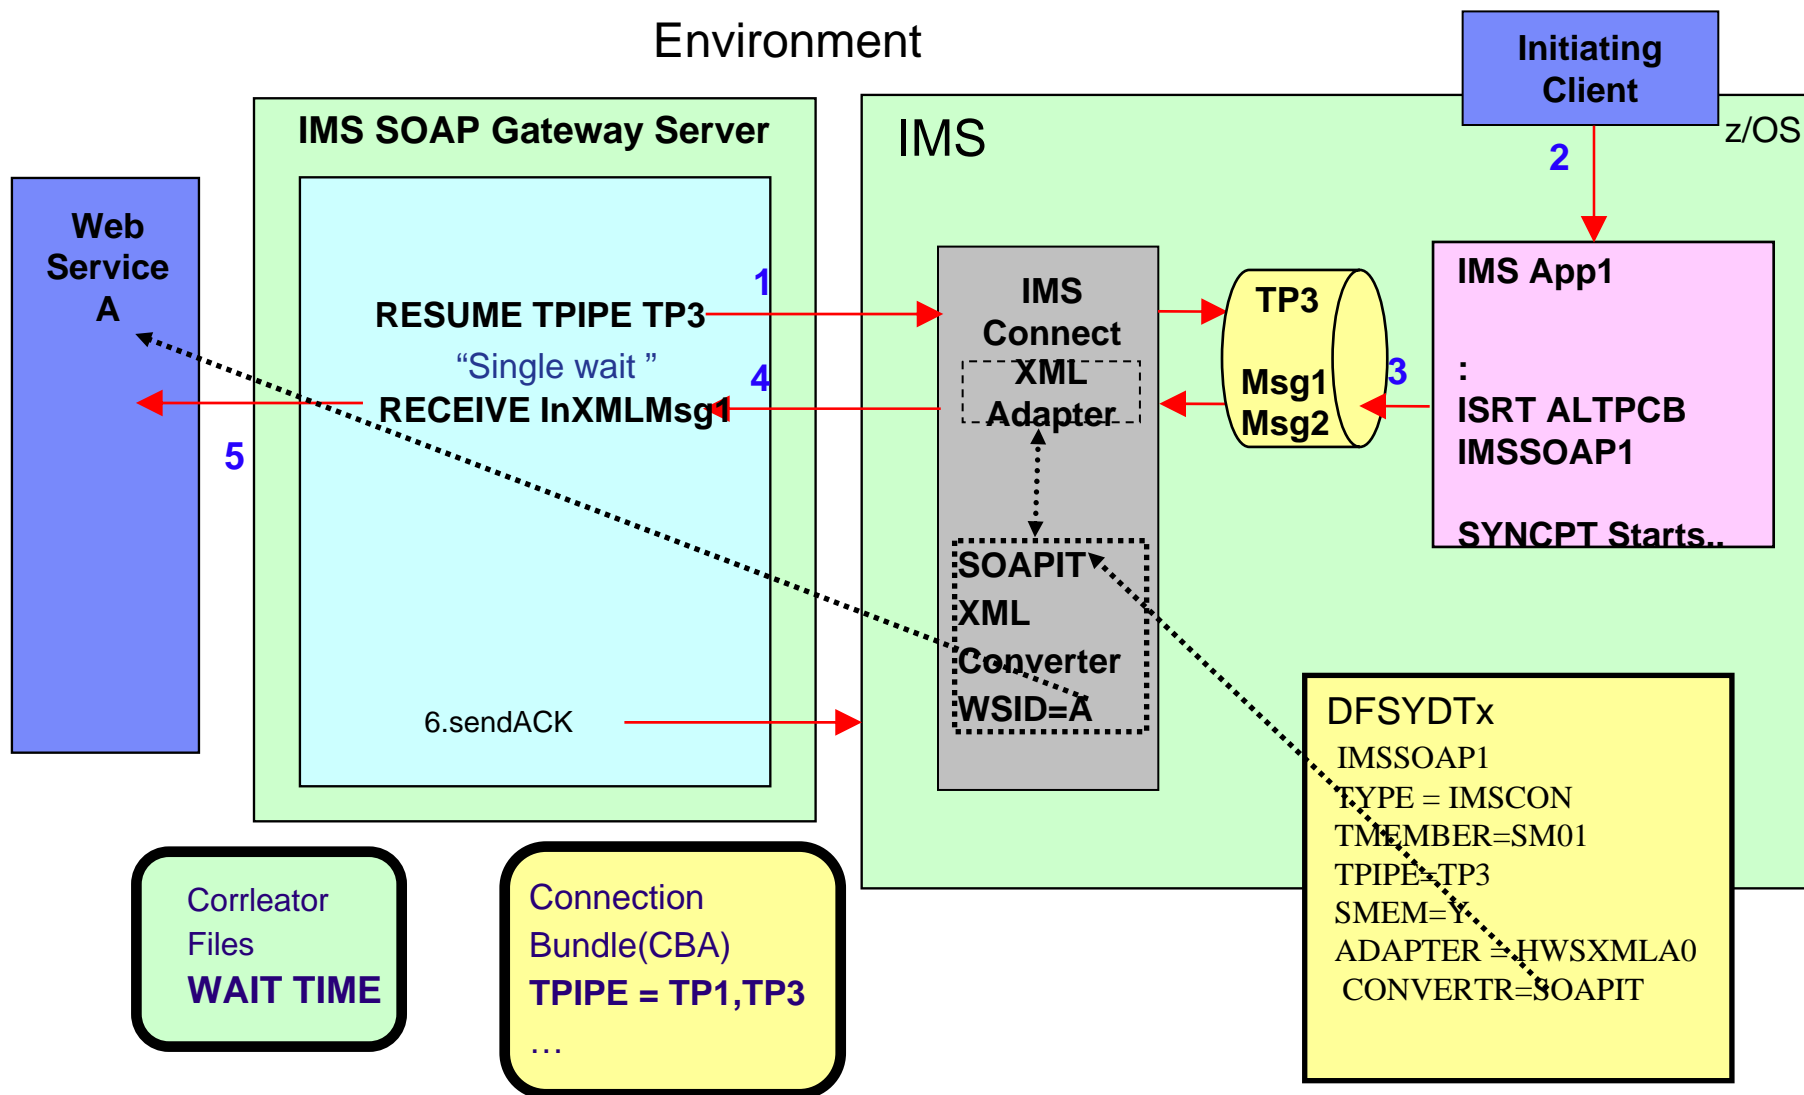 Environment
Initiating
Client
z/OS
IMS SOAP Gateway Server
IMS
2
Web
Service
A
1
RESUME TPIPE TP3
“Single wait ”
4
RECEIVE InXMLMsg1
5
6.sendACK
IMS
Connect
XML
Adapter
SOAPIT
XML
Converter
WSID=A
TP3
Msg1
Msg2
3
IMS App1
:
ISRT ALTPCB
IMSSOAP1
SYNCPT Starts..
DFSYDTx
IMSSOAP1
TYPE = IMSCON
TMEMBER=SM01
TPIPE=TP3
SMEM=Y
ADAPTER = HWSXMLA0
CONVERTR=SOAPIT
Corrleator
Files
WAIT TIME
Connection
Bundle(CBA)
TPIPE = TP1,TP3
…